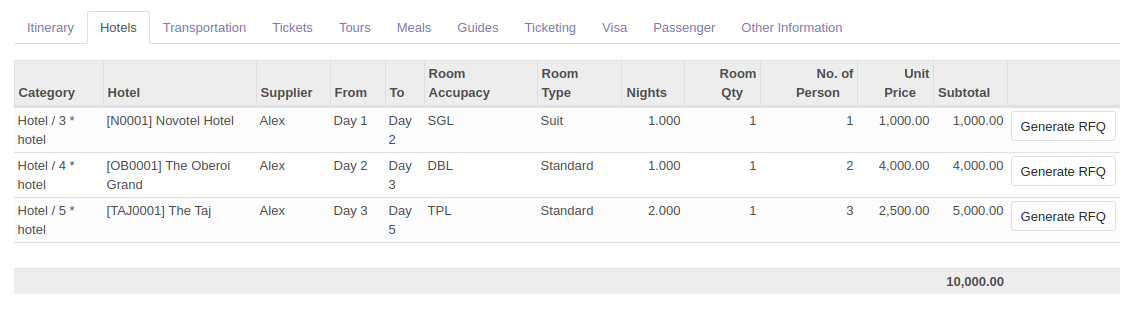 Itinerary Hotels Transportation Tickets Tours Meals Guides Ticketing Visa Passenger Other Information
Room Room Room No. of Unit
Category Hotel Supplier From To Accupacy Type Nights Qty Person Price Subtotal
Hotel / 3 * [N0001] Novotel Hotel Alex Day 1 Day SGL Suit 1.000 1 1 1,000.00 1,000.00 Generate RFQ
hotel 2
Hotel / 4 * [OB0001] The Oberoi Alex Day 2 Day DBL Standard 1.000 1 2 4,000.00 4,000.00 Generate RFQ
hotel Grand 3
Hotel / 5 * [TAJ0001] The Taj Alex Day 3 Day TPL Standard 2.000 1 3 2,500.00 5,000.00 Generate RFQ
hotel 5
10,000.00